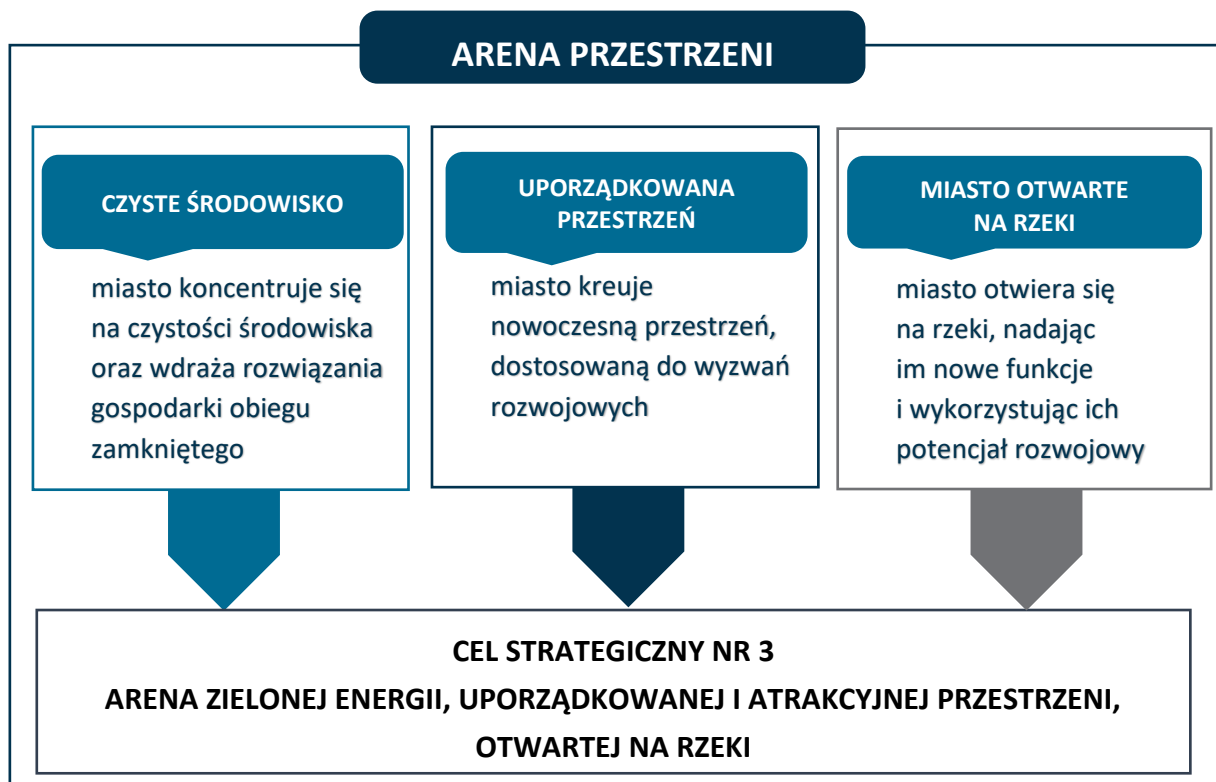 ARENA PRZESTRZENI
CZYSTE ŚRODOWISKO
miasto koncentruje się
na czystości środowiska
oraz wdraża rozwiązania
gospodarki obiegu
zamkniętego
UPORZĄDKOWANA
PRZESTRZEŃ
miasto kreuje
nowoczesną przestrzeń,
dostosowaną do wyzwań
rozwojowych
MIASTO OTWARTE
NA RZEKI
miasto otwiera się
na rzeki, nadając
im nowe funkcje
i wykorzystując ich
potencjał rozwojowy
CEL STRATEGICZNY NR 3
ARENA ZIELONEJ ENERGII, UPORZĄDKOWANEJ I ATRAKCYJNEJ PRZESTRZENI,
OTWARTEJ NA RZEKI